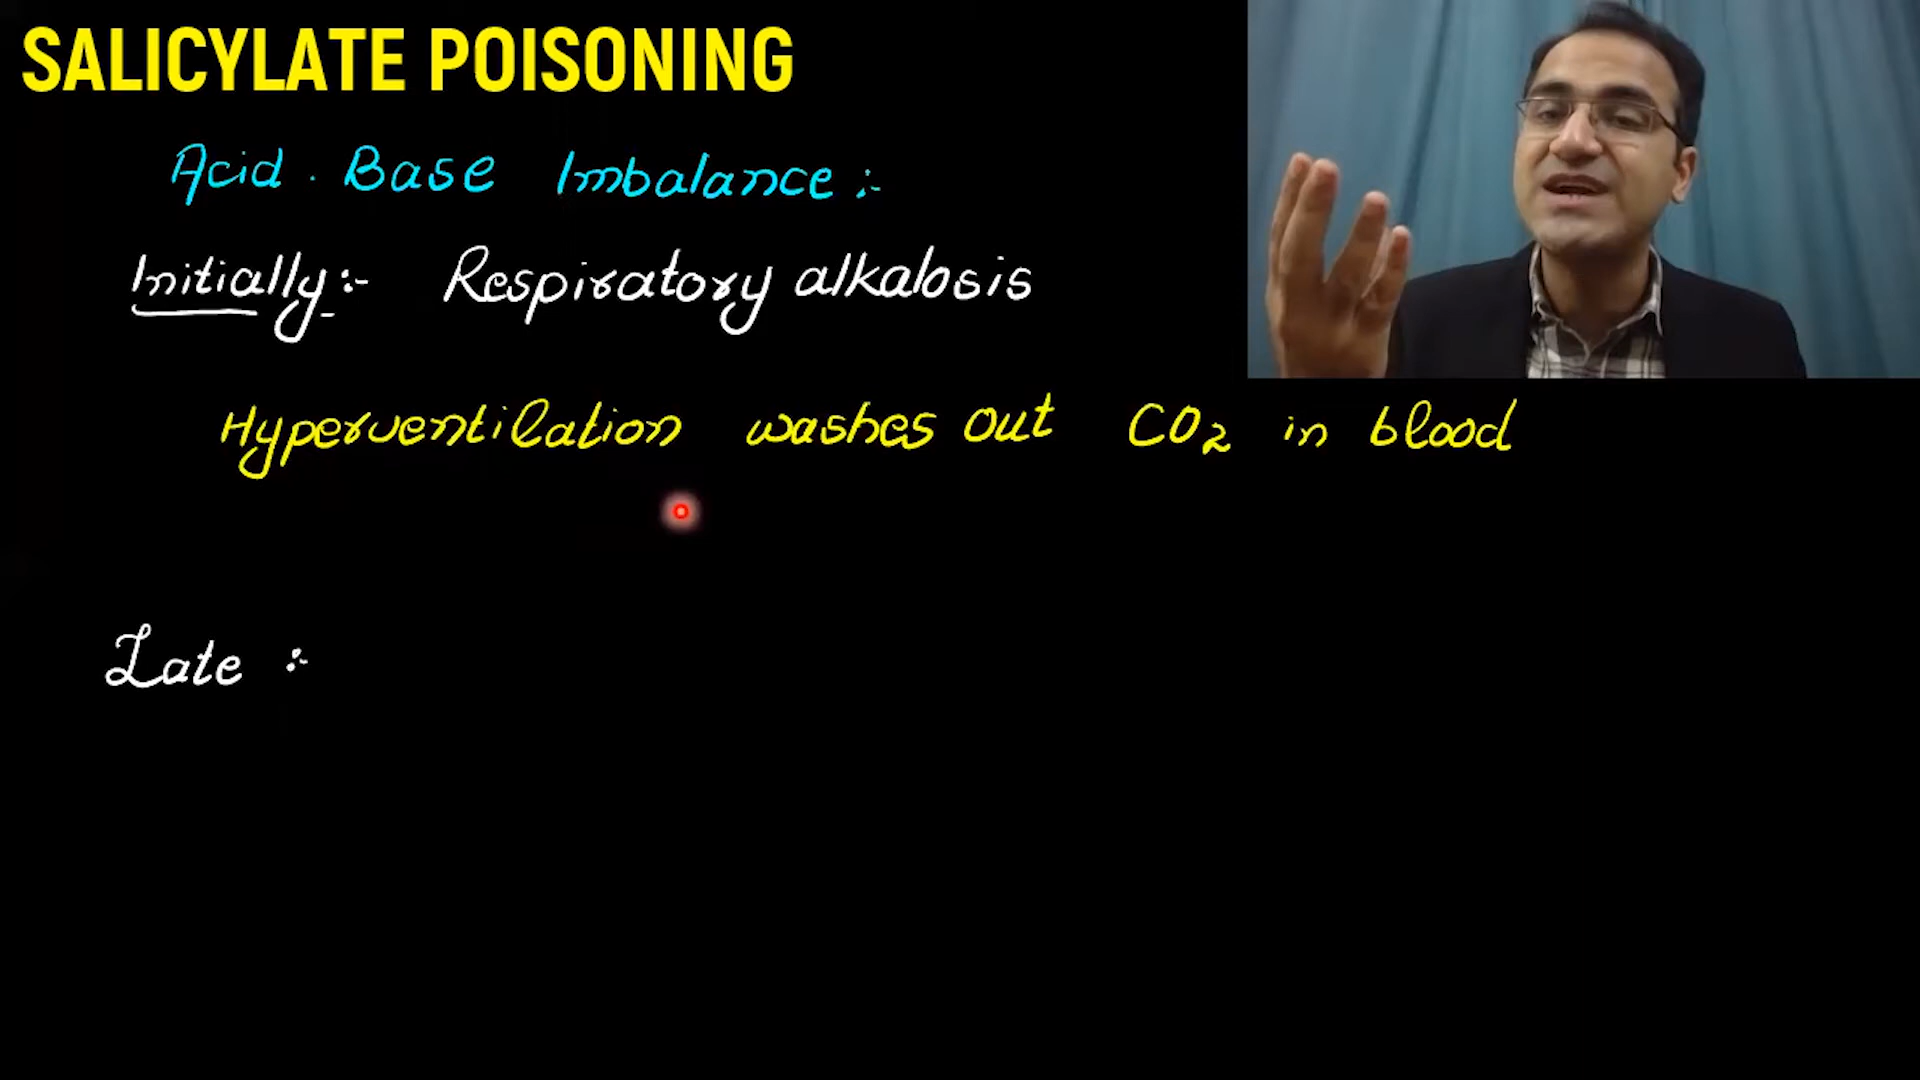 SALICYLATE POISONING
Acid. Base Imbalance :-
Initially :- Respiratory alkalosis
Hyperventilation washes out CO₂ in blood
Late :-